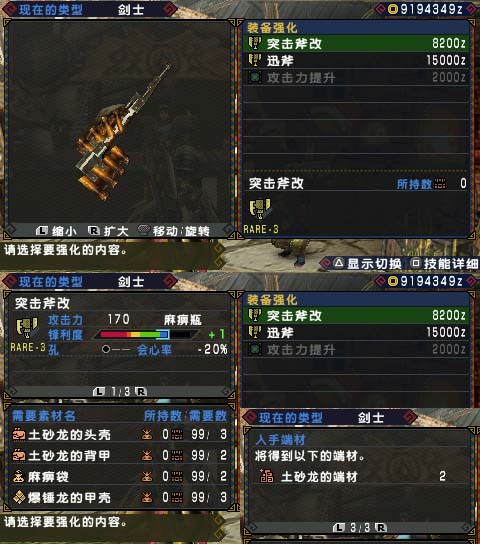 现在的类型 剑士
9194349z
装备强化
突击斧改 8200z
迅斧 15000z
攻击力提升 2000z
突击斧改 所持数 0
RARE-3
L 缩小 R 扩大 移动/旋转
请选择要强化的内容。
△显示切换 □技能详细
现在的类型 剑士
9194349z
突击斧改
攻击力 170 麻痹瓶
锋利度 +1
RARE-3
孔 ●—— 会心率 -20%
L 1/3 R
装备强化
突击斧改 8200z
迅斧 15000z
攻击力提升 2000z
需要素材名 所持数/需要数
土砂龙的头壳 0 99/ 3
土砂龙的背甲 0 99/ 2
麻痹袋 0 99/ 2
爆锤龙的甲壳 0 99/ 3
请选择要强化的内容。
现在的类型 剑士
入手端材
将得到以下的端材。
土砂龙的端材 2
L 3/3 R